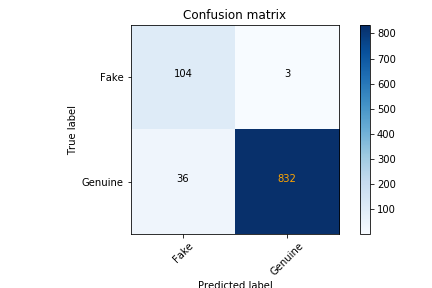 Confusion matrix
True label
Fake
104
3
Genuine
36
832
Fake
Genuine
Predicted label
800
700
600
500
400
300
200
100